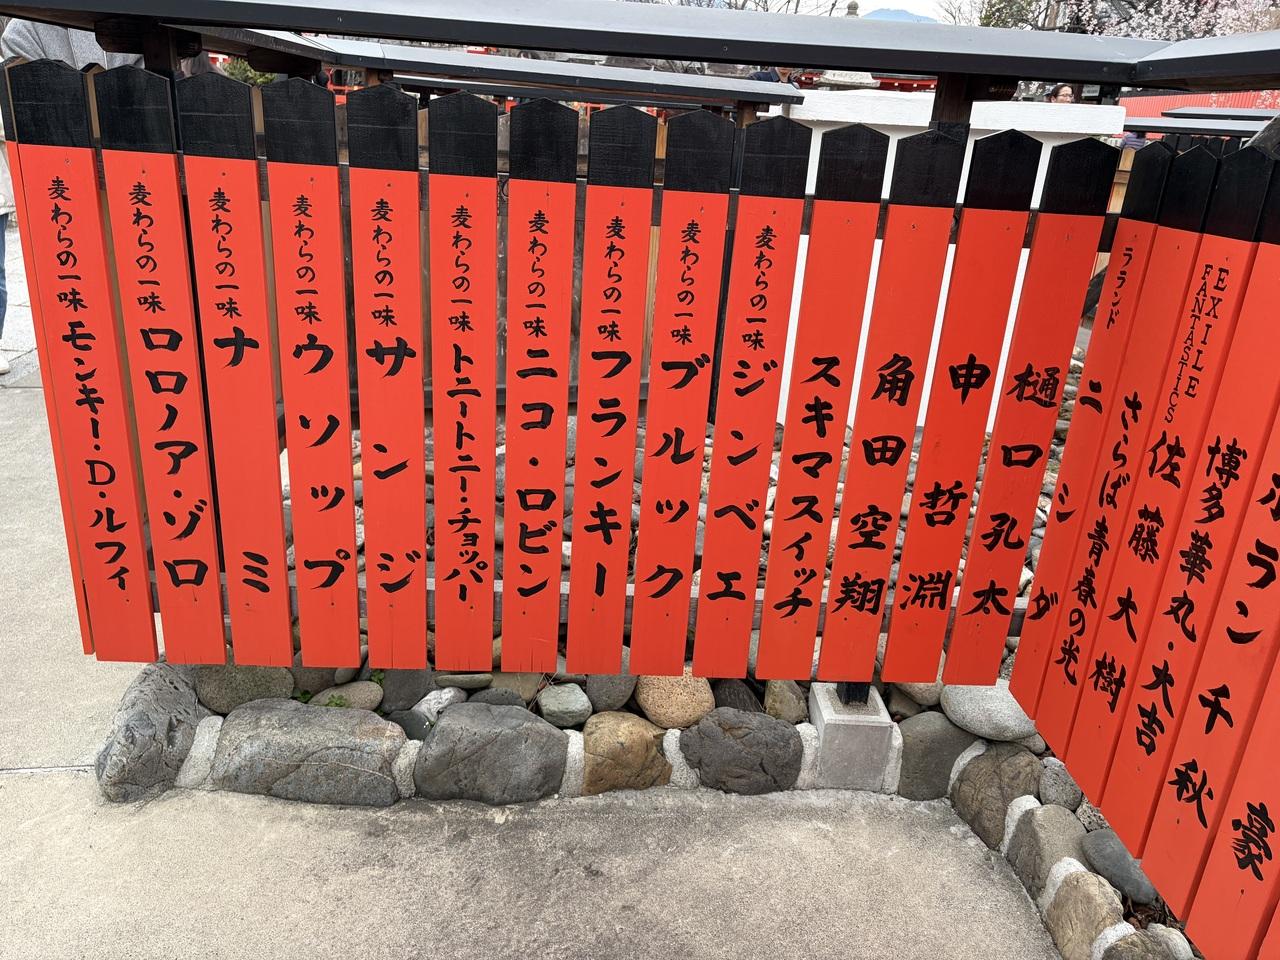 麦わらの一味 モンキー・D・ルフィ
麦わらの一味 ロロノア・ゾロ
麦わらの一味 ナミ
麦わらの一味 ウソップ
麦わらの一味 サンジ
麦わらの一味 トニートニー・チョッパー
麦わらの一味 ニコ・ロビン
麦わらの一味 フランキー
麦わらの一味 ブルック
麦わらの一味 ジンベエ
スキマスイッチ
角田空翔
申哲淵
樋口孔太
ラランド ニシダ
さらば青春の光
EXILE
FANTASTICS
佐藤大樹
博多華丸・大吉
ホラン千秋
豪